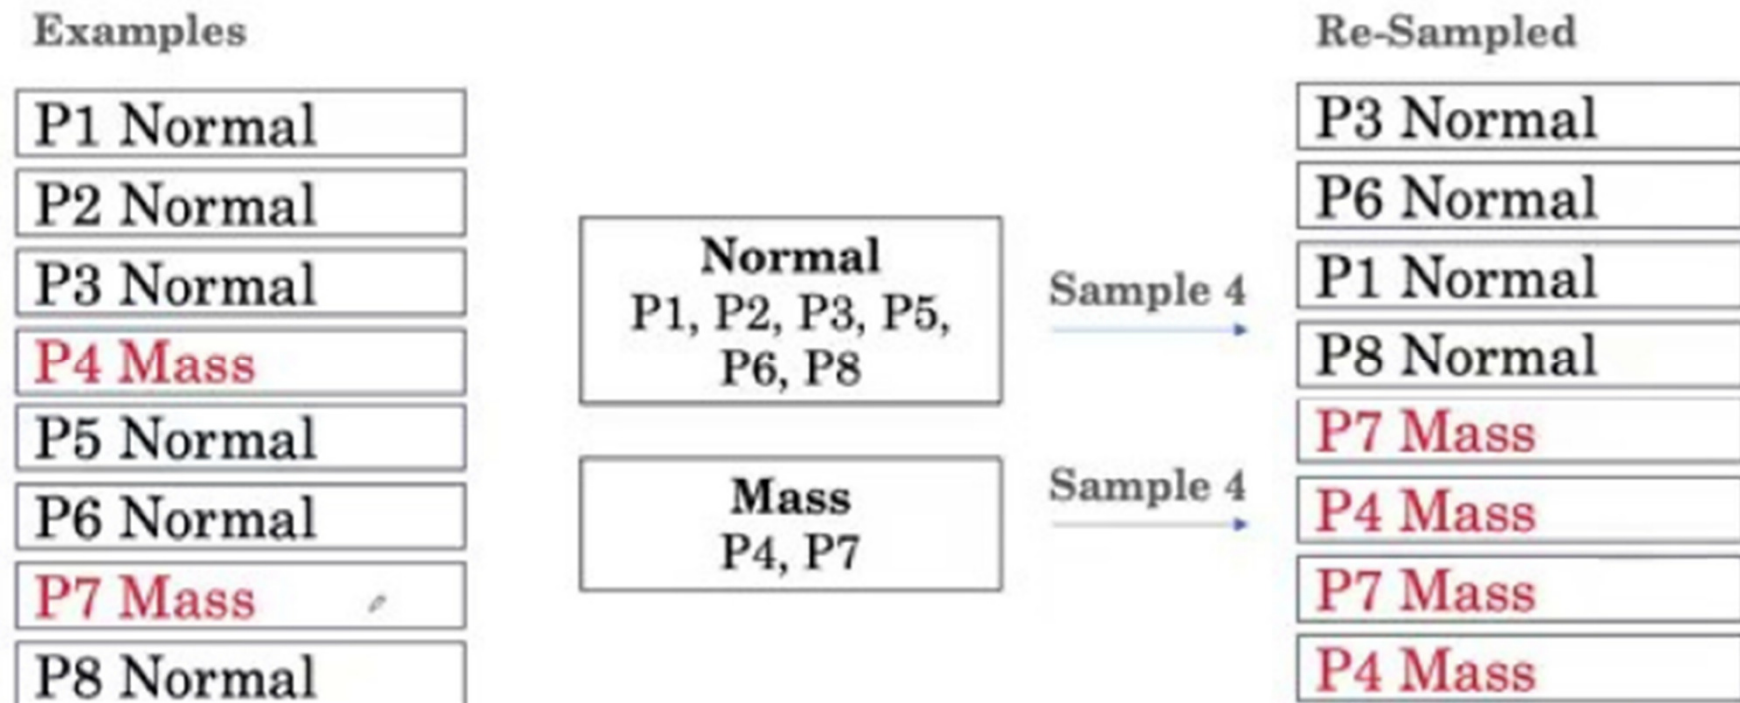 Examples
P1 Normal
P2 Normal
P3 Normal
P4 Mass
P5 Normal
P6 Normal
P7 Mass
P8 Normal
Normal
P1, P2, P3, P5,
P6, P8
Mass
P4, P7
Sample 4
Sample 4
Re-Sampled
P3 Normal
P6 Normal
P1 Normal
P8 Normal
P7 Mass
P4 Mass
P7 Mass
P4 Mass